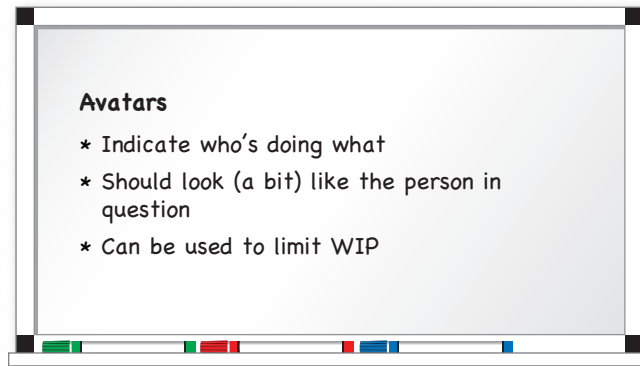 Avatars
* Indicate who's doing what
* Should look (a bit) like the person in
question
* Can be used to limit WIP